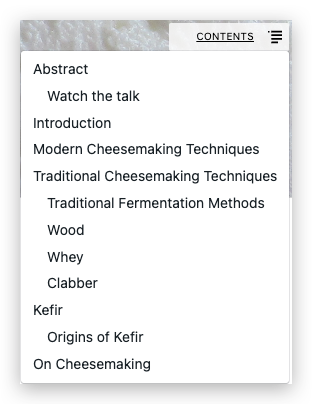 CONTENTS
Abstract
Watch the talk
Introduction
Modern Cheesemaking Techniques
Traditional Cheesemaking Techniques
Traditional Fermentation Methods
Wood
Whey
Clabber
Kefir
Origins of Kefir
On Cheesemaking